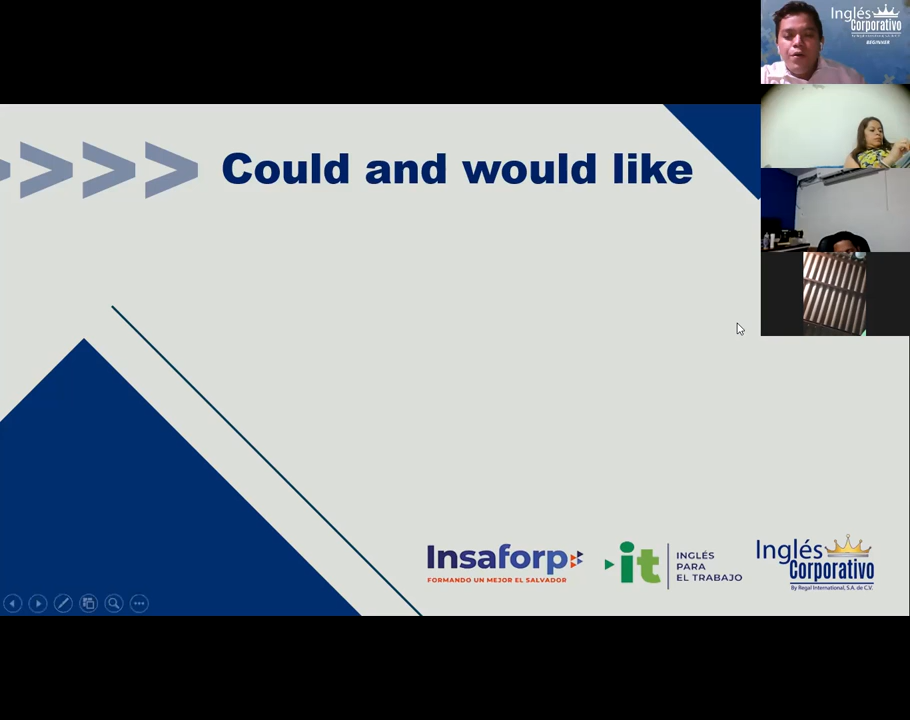 Inglés
Corporativo
BEGINNER
>>>> Could and would like
Insaforp
FORMANDO UN MEJOR EL SALVADOR
it
INGLÉS
PARA
EL TRABAJO
Inglés
Corporativo
By Regal International, S.A. de C.V.